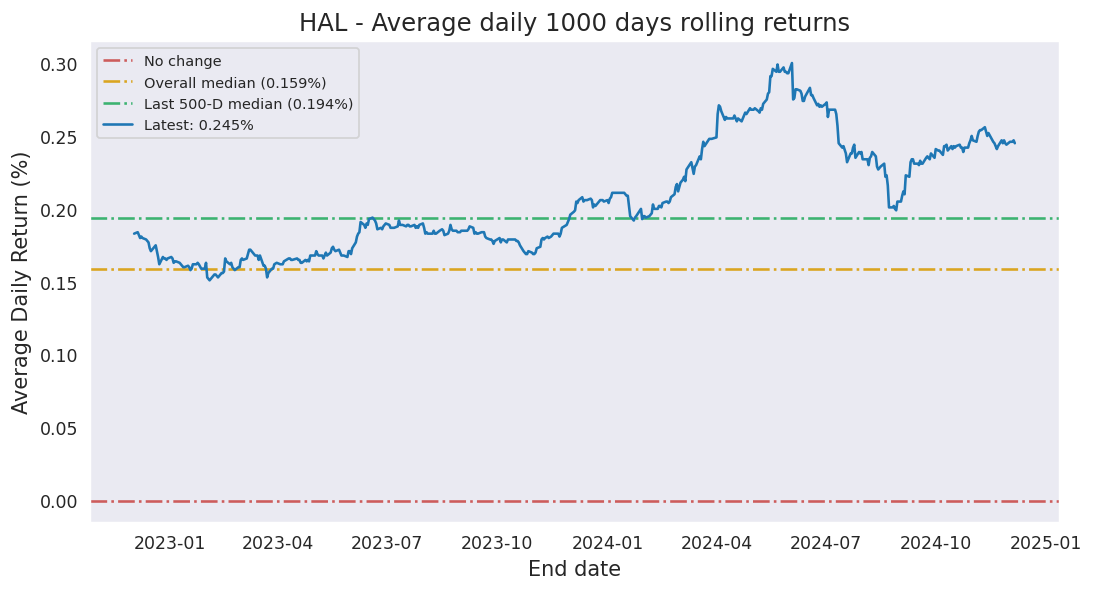 HAL - Average daily 1000 days rolling returns
No change
Overall median (0.159%)
Last 500-D median (0.194%)
Latest: 0.245%
Average Daily Return (%)
0.30
0.25
0.20
0.15
0.10
0.05
0.00
2023-01 2023-04 2023-07 2023-10 2024-01 2024-04 2024-07 2024-10 2025-01
End date